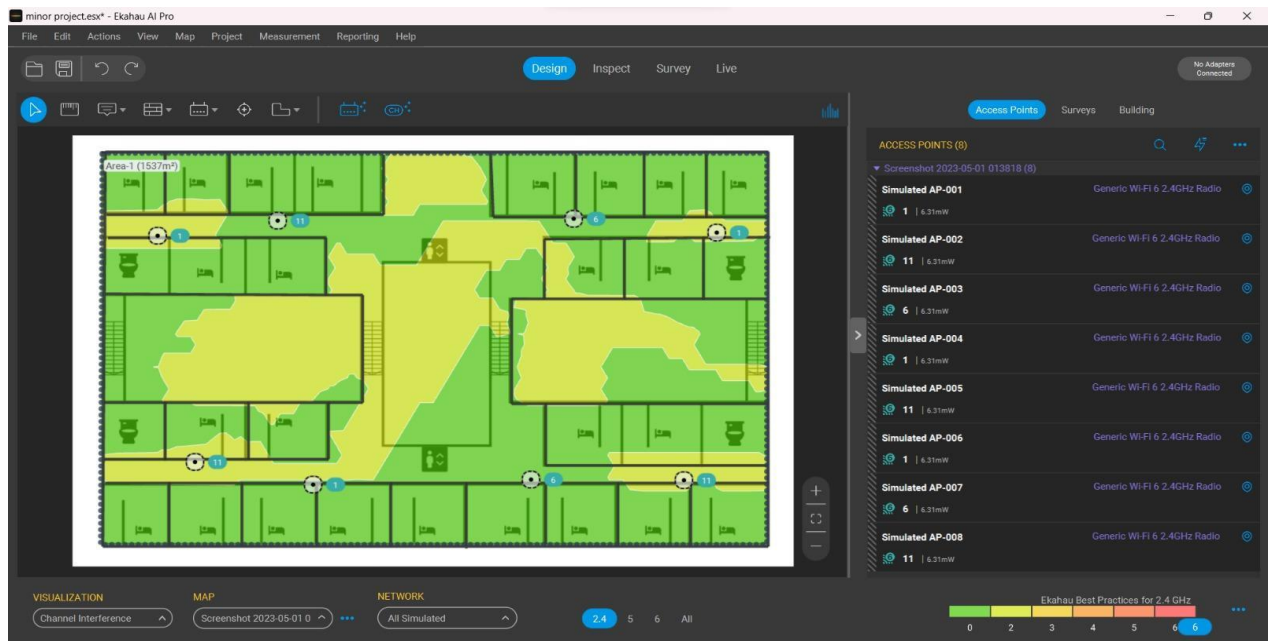 minor project.esx* - Ekahau AI Pro
File Edit Actions View Map Project Measurement Reporting Help
Design Inspect Survey Live
No Adapters
Connected
Access Points Surveys Building
ACCESS POINTS (8)
Screenshot 2023-05-01 013818 (8)
Simulated AP-001 Generic Wi-Fi 6 2.4GHz Radio
1 | 6.31mW
Simulated AP-002 Generic Wi-Fi 6 2.4GHz Radio
11 | 6.31mW
Simulated AP-003 Generic Wi-Fi 6 2.4GHz Radio
6 | 6.31mW
Simulated AP-004 Generic Wi-Fi 6 2.4GHz Radio
1 | 6.31mW
Simulated AP-005 Generic Wi-Fi 6 2.4GHz Radio
11 | 6.31mW
Simulated AP-006 Generic Wi-Fi 6 2.4GHz Radio
1 | 6.31mW
Simulated AP-007 Generic Wi-Fi 6 2.4GHz Radio
6 | 6.31mW
Simulated AP-008 Generic Wi-Fi 6 2.4GHz Radio
11 | 6.31mW
Area-1 (1537m²)
11
6
1
1
11
1
6
11
VISUALIZATION MAP NETWORK
Channel Interference Screenshot 2023-05-01 0 All Simulated 2.4 5 6 All
Ekahau Best Practices for 2.4 GHz
0 2 3 4 5 6 6